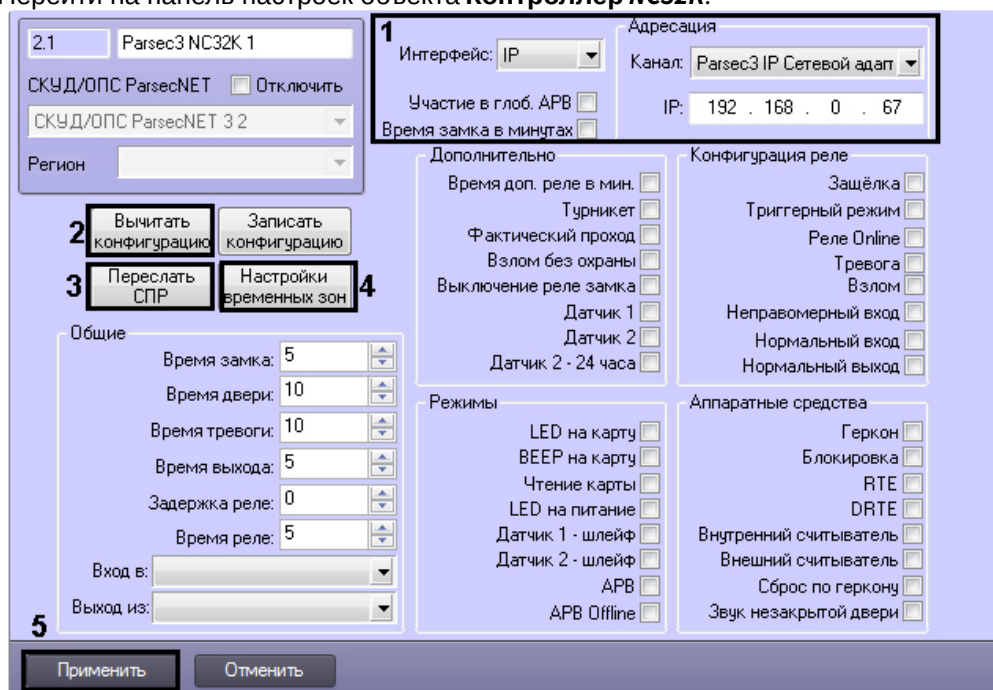 Перейти на панель настроек объекта Контроллер NC32K.
2.1 Parsec3 NC32K 1
СКУД/ОПС ParsecNET Отключить
СКУД/ОПС ParsecNET 3 2
Регион
1
Интерфейс: IP
Участие в глоб. APB
Время замка в минутах
Адресация
Канал: Parsec3 IP Сетевой адап
IP: 192 . 168 . 0 . 67
2
Вычитать
конфигурацию
Записать
конфигурацию
3
Переслать
СПР
Настройки
временных зон
4
Общие
Время замка: 5
Время двери: 10
Время тревоги: 10
Время выхода: 5
Задержка реле: 0
Время реле: 5
Вход в:
Выход из:
Дополнительно
Время доп. реле в мин.
Турникет
Фактический проход
Взлом без охраны
Выключение реле замка
Датчик 1
Датчик 2
Датчик 2 - 24 часа
Конфигурация реле
Защёлка
Триггерный режим
Реле Online
Тревога
Взлом
Неправомерный вход
Нормальный вход
Нормальный выход
Режимы
LED на карту
BEEP на карту
Чтение карты
LED на питание
Датчик 1 - шлейф
Датчик 2 - шлейф
APB
APB Offline
Аппаратные средства
Геркон
Блокировка
RTE
DRTE
Внутренний считыватель
Внешний считыватель
Сброс по геркону
Звук незакрытой двери
5
Применить
Отменить